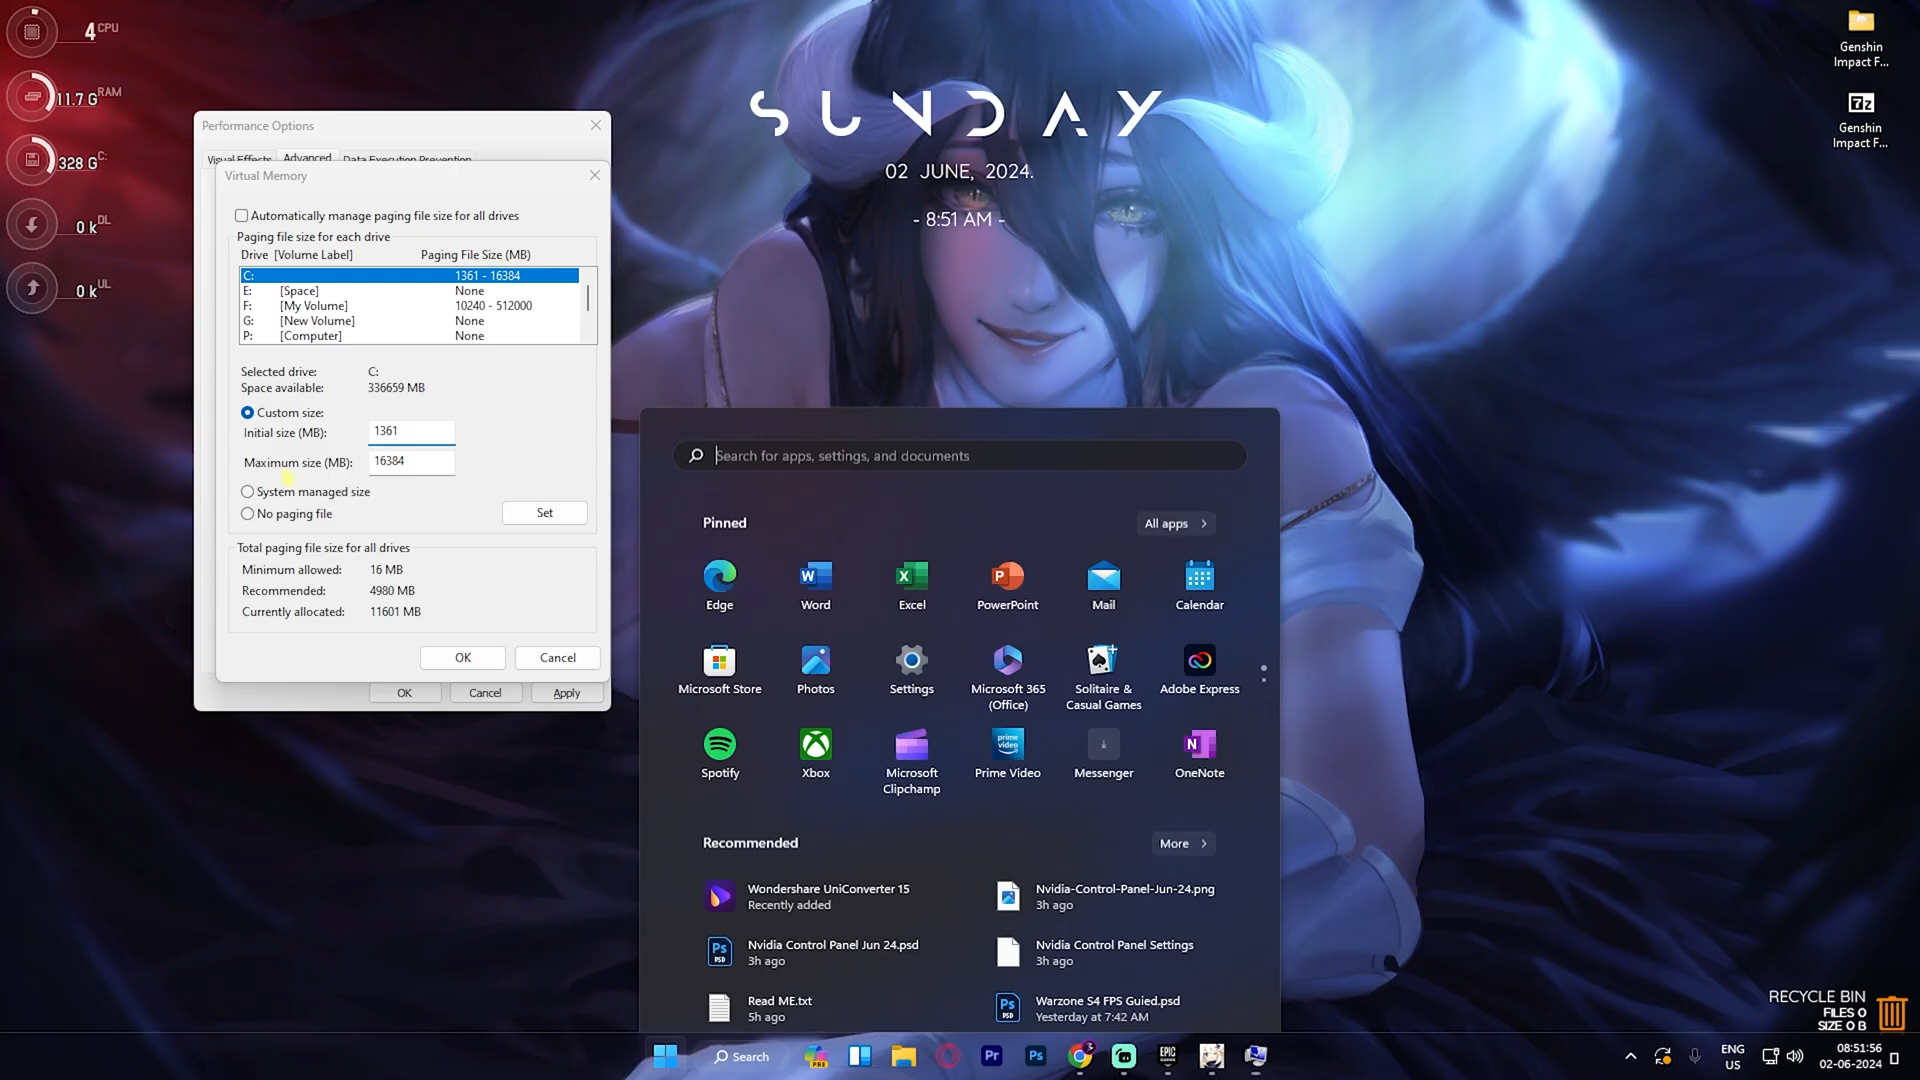 4 CPU
11.7 G RAM
328 G C:
0 k DL
0 k UL
SUNDAY
02 JUNE, 2024.
- 8:51 AM -
Genshin
Impact F...
7z
Genshin
Impact F...
Performance Options
Visual Effects Advanced Data Execution Prevention
Virtual Memory
Automatically manage paging file size for all drives
Paging file size for each drive
Drive [Volume Label] Paging File Size (MB)
C: 1361 - 16384
E: [Space] None
F: [My Volume] 10240 - 512000
G: [New Volume] None
P: [Computer] None
Selected drive: C:
Space available: 336659 MB
Custom size:
Initial size (MB): 1361
Maximum size (MB): 16384
System managed size
No paging file
Set
Total paging file size for all drives
Minimum allowed: 16 MB
Recommended: 4980 MB
Currently allocated: 11601 MB
OK Cancel
OK Cancel Apply
Search for apps, settings, and documents
Pinned
All apps
Edge
Word
Excel
PowerPoint
Mail
Calendar
Microsoft Store
Photos
Settings
Microsoft 365
(Office)
Solitaire &
Casual Games
Adobe Express
Spotify
Xbox
Microsoft
Clipchamp
prime
video
Prime Video
Messenger
OneNote
Recommended
More
Wondershare UniConverter 15
Recently added
Nvidia-Control-Panel-Jun-24.png
3h ago
Nvidia Control Panel Jun 24.psd
3h ago
Nvidia Control Panel Settings
3h ago
Read ME.txt
5h ago
Warzone S4 FPS Guied.psd
Yesterday at 7:42 AM
RECYCLE BIN
FILES 0
SIZE 0 B
Search
PRE
Pr
Ps
3
EPIC
ENG
US
08:51:56
02-06-2024